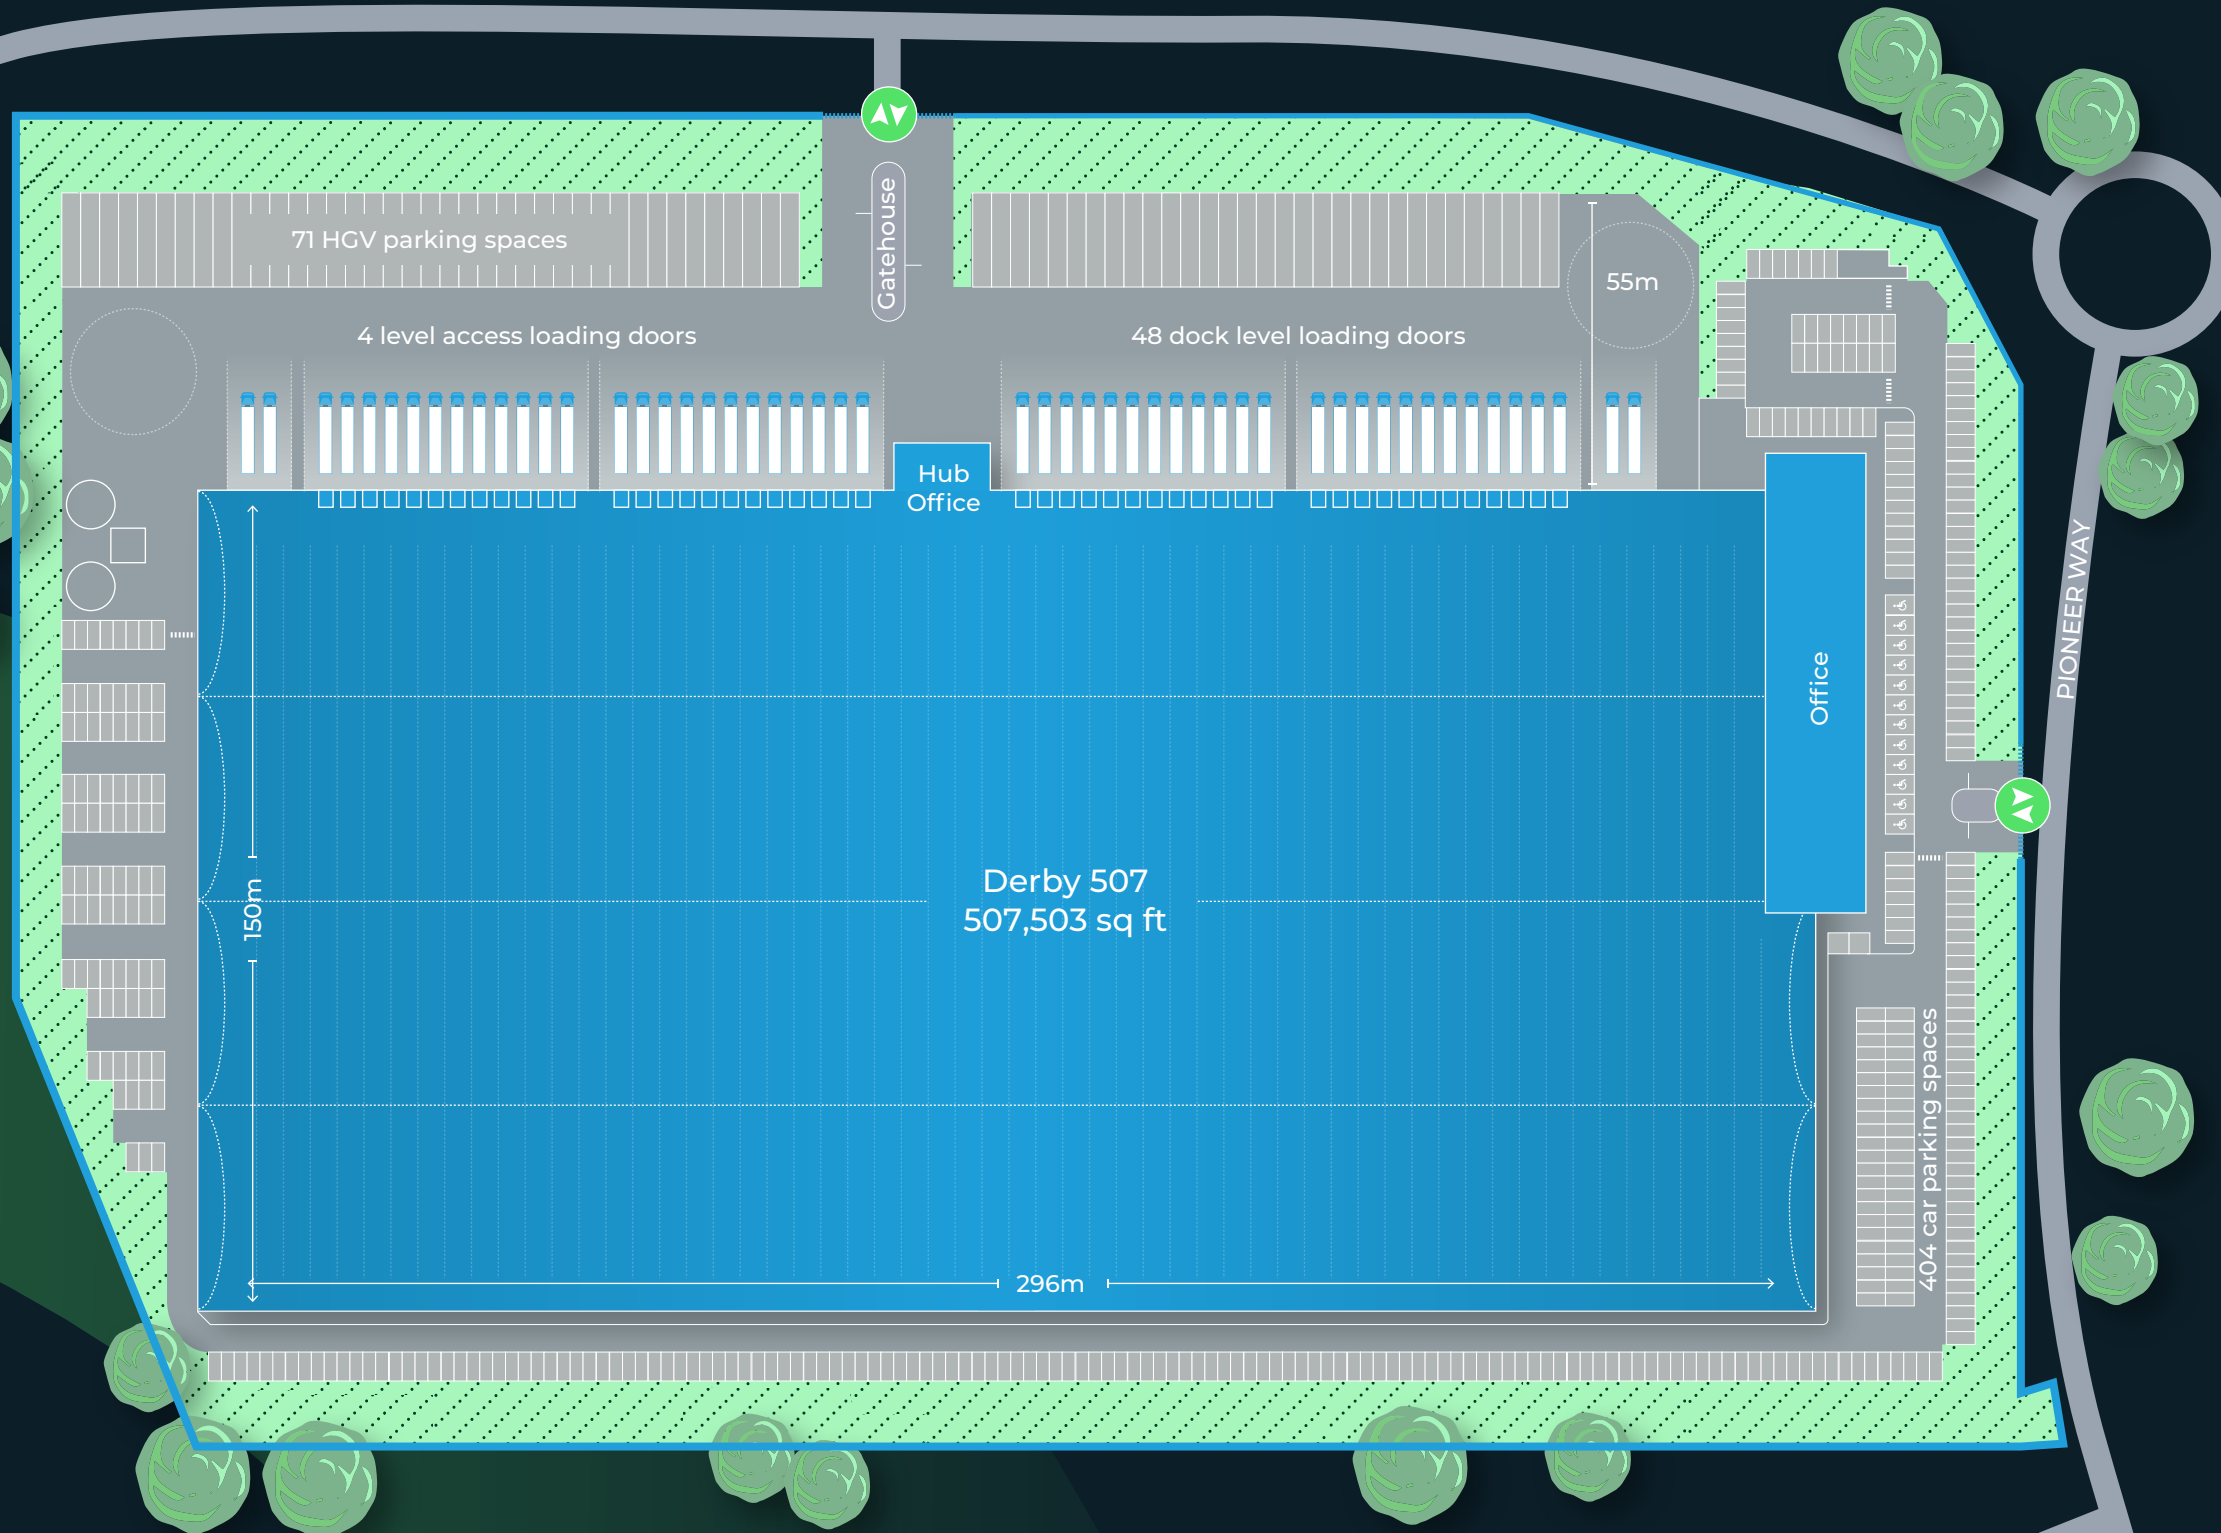 71 HGV parking spaces
Gatehouse
55m
4 level access loading doors
48 dock level loading doors
Hub
Office
Office
PIONEER WAY
150m
Derby 507
507,503 sq ft
404 car parking spaces
296m